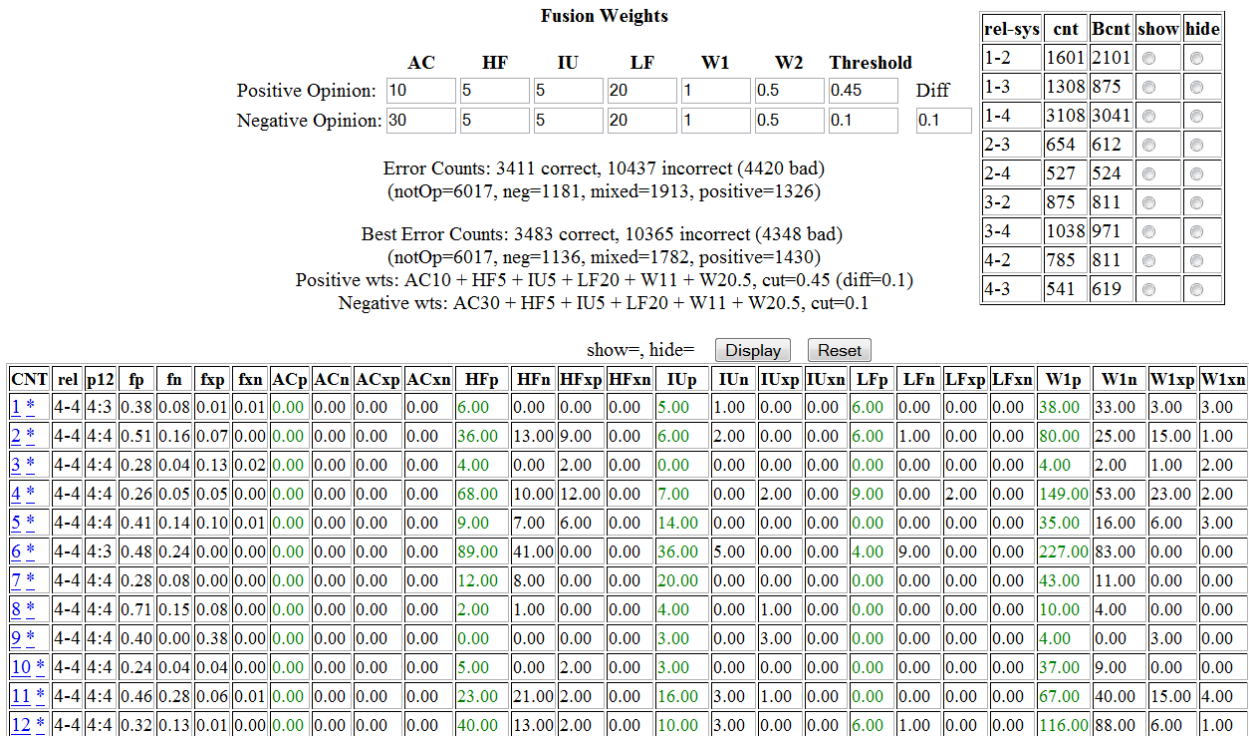 Fusion Weights
AC HF IU LF W1 W2 Threshold
Positive Opinion: 10 5 5 20 1 0.5 0.45 Diff
Negative Opinion: 30 5 5 20 1 0.5 0.1 0.1
Error Counts: 3411 correct, 10437 incorrect (4420 bad)
(notOp=6017, neg=1181, mixed=1913, positive=1326)
Best Error Counts: 3483 correct, 10365 incorrect (4348 bad)
(notOp=6017, neg=1136, mixed=1782, positive=1430)
Positive wts: AC10 + HF5 + IU5 + LF20 + W11 + W20.5, cut=0.45 (diff=0.1)
Negative wts: AC30 + HF5 + IU5 + LF20 + W11 + W20.5, cut=0.1
rel-sys cnt Bcnt show hide
1-2 1601 2101
1-3 1308 875
1-4 3108 3041
2-3 654 612
2-4 527 524
3-2 875 811
3-4 1038 971
4-2 785 811
4-3 541 619
show=, hide= Display Reset
CNT rel p12 fp fn fxp fxn ACp ACn ACxp ACxn HFp HFn HFxp HFxn IUp IUn IUxp IUxn LFp LFn LFxp LFxn W1p W1n W1xp W1xn
1 * 4-4 4:3 0.38 0.08 0.01 0.01 0.00 0.00 0.00 0.00 6.00 0.00 0.00 0.00 5.00 1.00 0.00 0.00 6.00 0.00 0.00 0.00 38.00 33.00 3.00 3.00
2 * 4-4 4:4 0.51 0.16 0.07 0.00 0.00 0.00 0.00 0.00 36.00 13.00 9.00 0.00 6.00 2.00 0.00 0.00 6.00 1.00 0.00 0.00 80.00 25.00 15.00 1.00
3 * 4-4 4:4 0.28 0.04 0.13 0.02 0.00 0.00 0.00 0.00 4.00 0.00 2.00 0.00 0.00 0.00 0.00 0.00 0.00 0.00 0.00 0.00 4.00 2.00 1.00 2.00
4 * 4-4 4:4 0.26 0.05 0.05 0.00 0.00 0.00 0.00 0.00 68.00 10.00 12.00 0.00 7.00 0.00 2.00 0.00 9.00 0.00 2.00 0.00 149.00 53.00 23.00 2.00
5 * 4-4 4:4 0.41 0.14 0.10 0.01 0.00 0.00 0.00 0.00 9.00 7.00 6.00 0.00 14.00 0.00 0.00 0.00 0.00 0.00 0.00 0.00 35.00 16.00 6.00 3.00
6 * 4-4 4:3 0.48 0.24 0.00 0.00 0.00 0.00 0.00 0.00 89.00 41.00 0.00 0.00 36.00 5.00 0.00 0.00 4.00 9.00 0.00 0.00 227.00 83.00 0.00 0.00
7 * 4-4 4:4 0.28 0.08 0.00 0.00 0.00 0.00 0.00 0.00 12.00 8.00 0.00 0.00 20.00 0.00 0.00 0.00 0.00 0.00 0.00 0.00 43.00 11.00 0.00 0.00
8 * 4-4 4:4 0.71 0.15 0.08 0.00 0.00 0.00 0.00 0.00 2.00 1.00 0.00 0.00 4.00 0.00 1.00 0.00 0.00 0.00 0.00 0.00 10.00 4.00 0.00 0.00
9 * 4-4 4:4 0.40 0.00 0.38 0.00 0.00 0.00 0.00 0.00 0.00 0.00 0.00 0.00 3.00 0.00 3.00 0.00 0.00 0.00 0.00 0.00 4.00 0.00 3.00 0.00
10 * 4-4 4:4 0.24 0.04 0.04 0.00 0.00 0.00 0.00 0.00 5.00 0.00 2.00 0.00 3.00 0.00 0.00 0.00 0.00 0.00 0.00 0.00 37.00 9.00 0.00 0.00
11 * 4-4 4:4 0.46 0.28 0.06 0.01 0.00 0.00 0.00 0.00 23.00 21.00 2.00 0.00 16.00 3.00 1.00 0.00 0.00 0.00 0.00 0.00 67.00 40.00 15.00 4.00
12 * 4-4 4:4 0.32 0.13 0.01 0.00 0.00 0.00 0.00 0.00 40.00 13.00 2.00 0.00 10.00 3.00 0.00 0.00 6.00 1.00 0.00 0.00 116.00 88.00 6.00 1.00